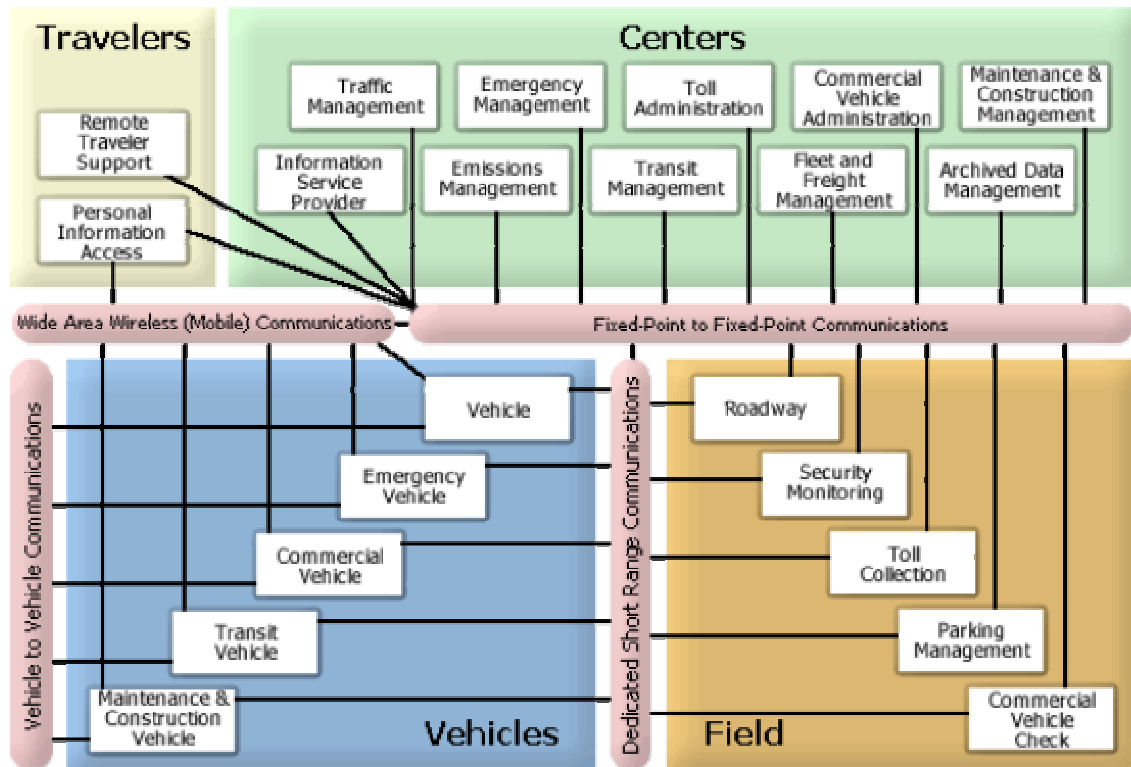 Travelers
Remote
Traveler
Support
Personal
Information
Access
Centers
Traffic
Management
Emergency
Management
Toll
Administration
Commercial
Vehicle
Administration
Maintenance &
Construction
Management
Information
Service
Provider
Emissions
Management
Transit
Management
Fleet and
Freight
Management
Archived Data
Management
Wide Area Wireless (Mobile) Communications
Fixed-Point to Fixed-Point Communications
Vehicle to Vehicle Communications
Vehicle
Emergency
Vehicle
Commercial
Vehicle
Transit
Vehicle
Maintenance &
Construction
Vehicle
Vehicles
Dedicated Short Range Communications
Roadway
Security
Monitoring
Toll
Collection
Parking
Management
Commercial
Vehicle
Check
Field